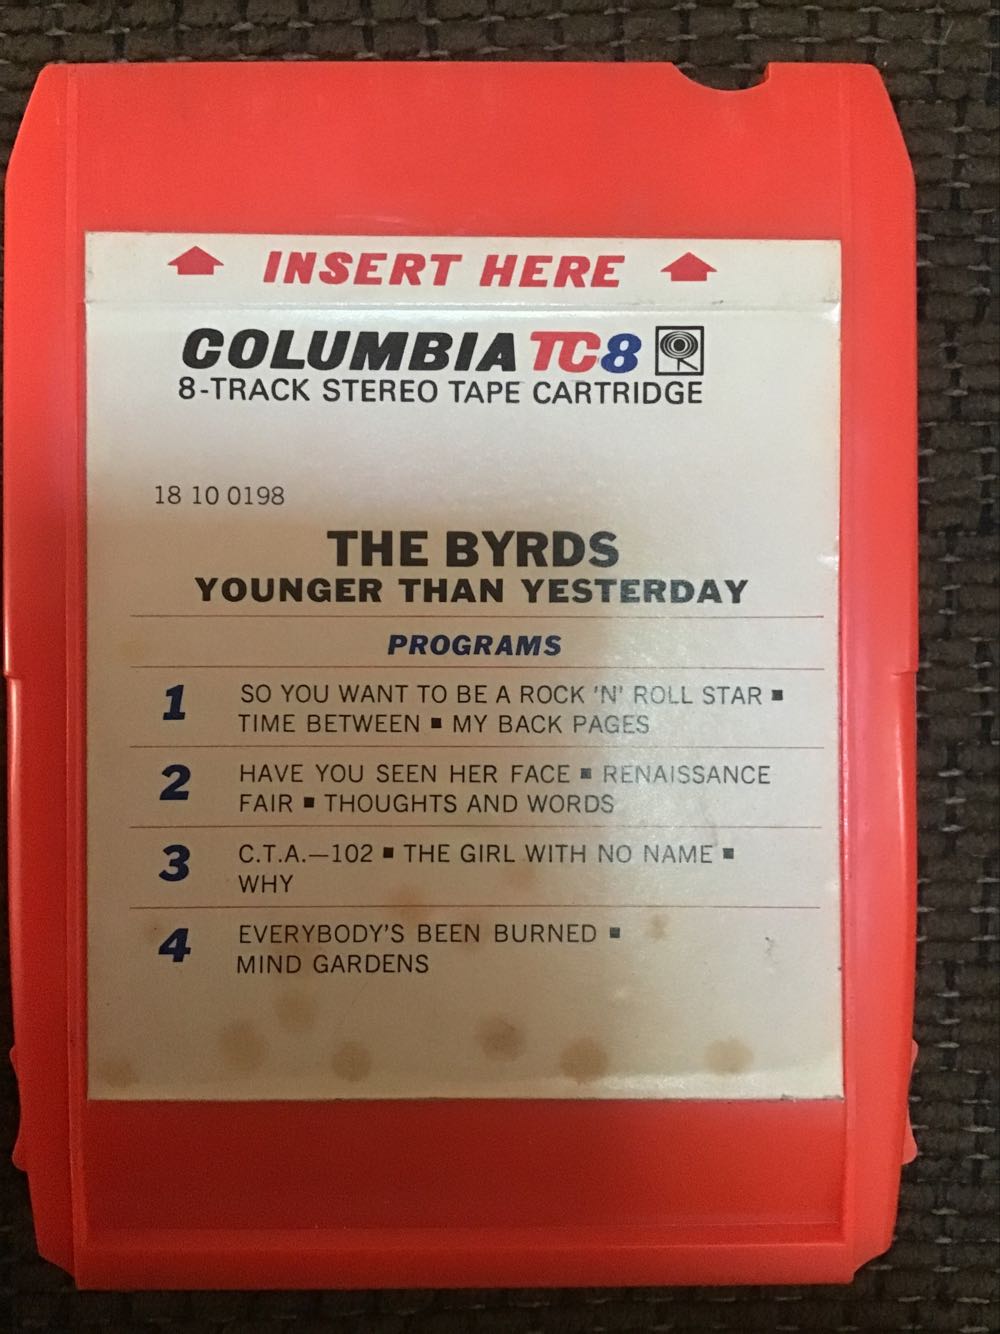 INSERT HERE
COLUMBIA TC8
8-TRACK STEREO TAPE CARTRIDGE
18 10 0198
THE BYRDS
YOUNGER THAN YESTERDAY
PROGRAMS
1 SO YOU WANT TO BE A ROCK 'N' ROLL STAR ▪
TIME BETWEEN ▪ MY BACK PAGES
2 HAVE YOU SEEN HER FACE ▪ RENAISSANCE
FAIR ▪ THOUGHTS AND WORDS
3 C.T.A.—102 ▪ THE GIRL WITH NO NAME ▪
WHY
4 EVERYBODY'S BEEN BURNED ▪
MIND GARDENS